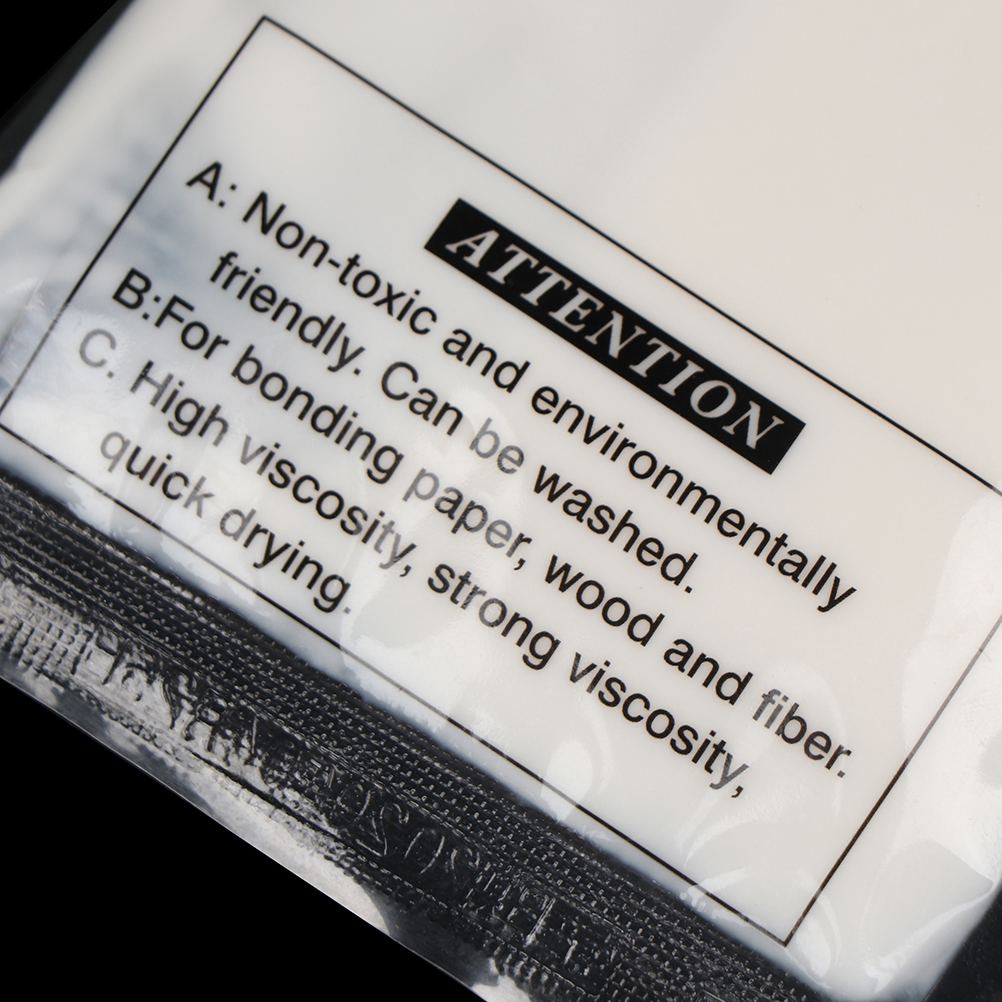 ATTENTION
A: Non-toxic and environmentally
friendly. Can be washed.
B:For bonding paper, wood and fiber.
C. High viscosity, strong viscosity,
quick drying.